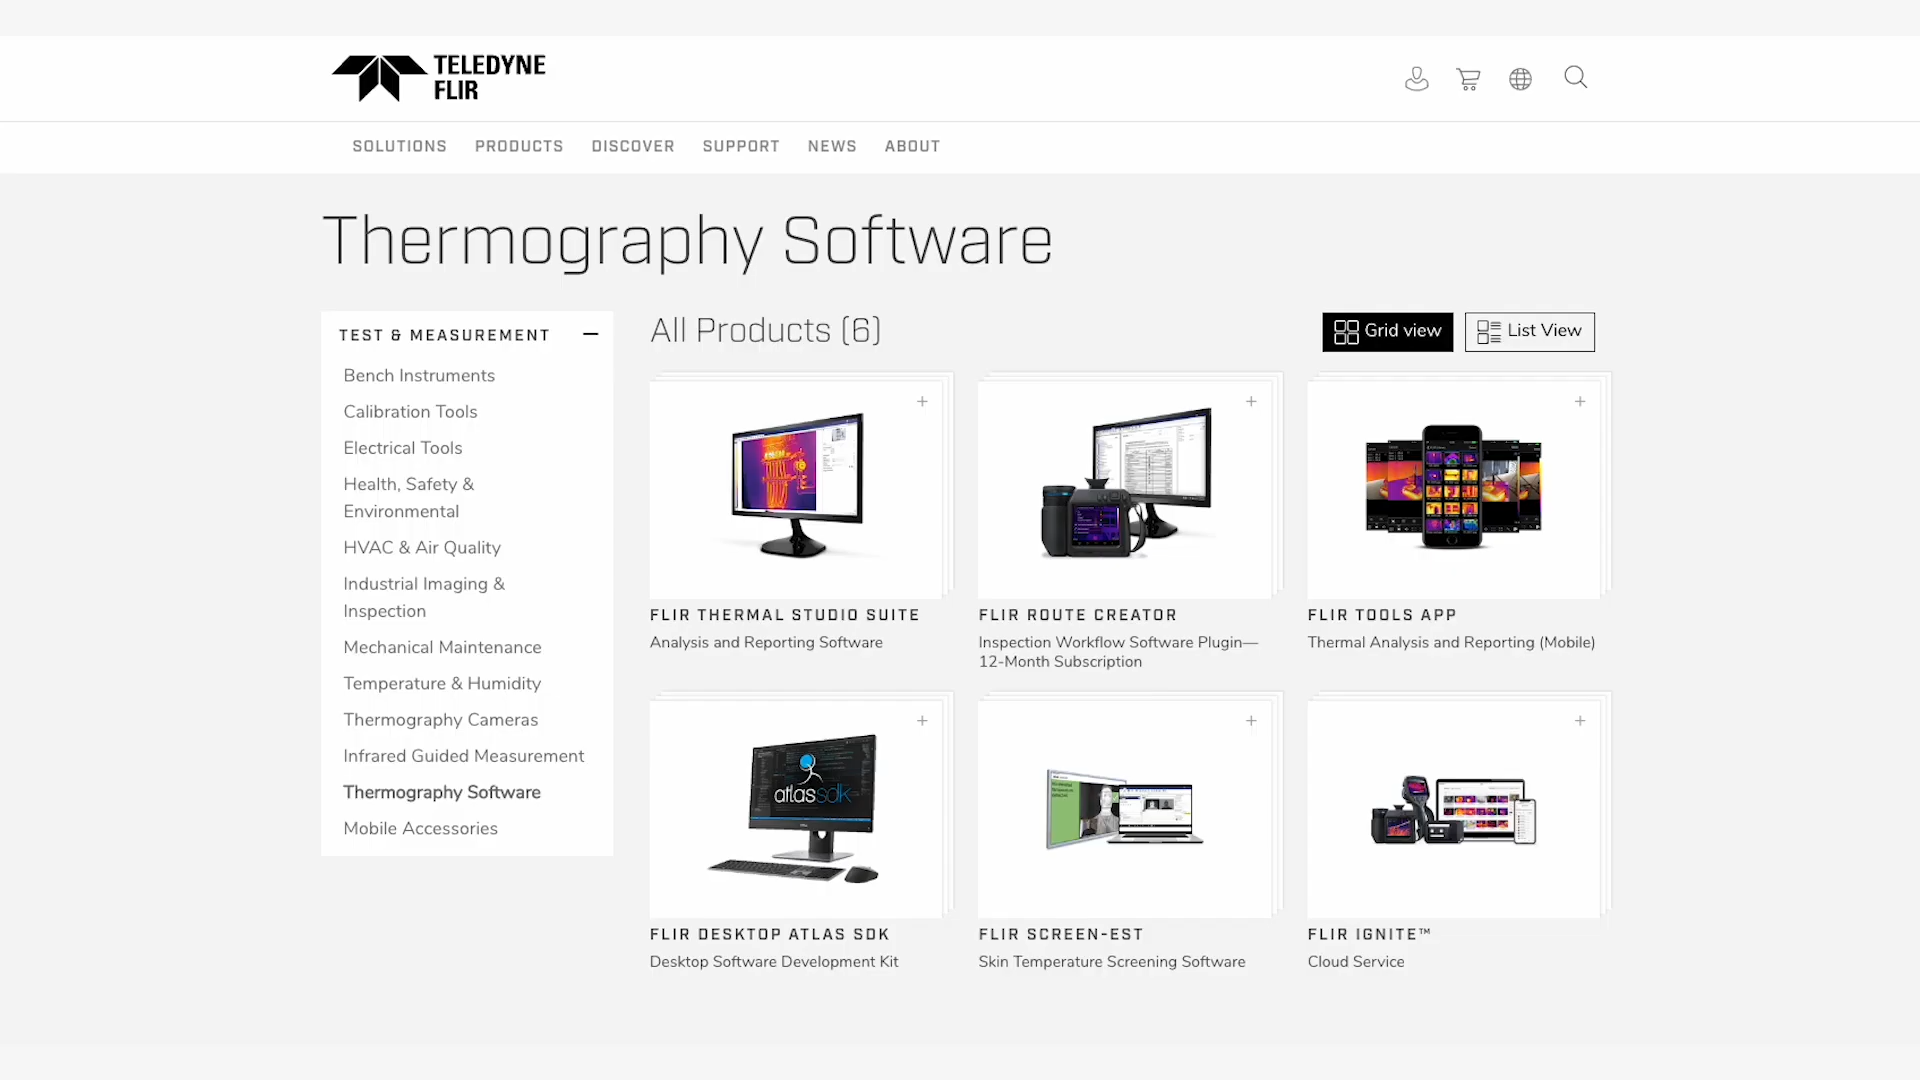 TELEDYNE
FLIR
SOLUTIONS PRODUCTS DISCOVER SUPPORT NEWS ABOUT
Thermography Software
TEST & MEASUREMENT
Bench Instruments
Calibration Tools
Electrical Tools
Health, Safety &
Environmental
HVAC & Air Quality
Industrial Imaging &
Inspection
Mechanical Maintenance
Temperature & Humidity
Thermography Cameras
Infrared Guided Measurement
Thermography Software
Mobile Accessories
All Products (6)
Grid view
List View
FLIR THERMAL STUDIO SUITE
Analysis and Reporting Software
FLIR ROUTE CREATOR
Inspection Workflow Software Plugin—
12-Month Subscription
FLIR TOOLS APP
Thermal Analysis and Reporting (Mobile)
atlassdk
FLIR DESKTOP ATLAS SDK
Desktop Software Development Kit
FLIR SCREEN-EST
Skin Temperature Screening Software
FLIR IGNITE™
Cloud Service